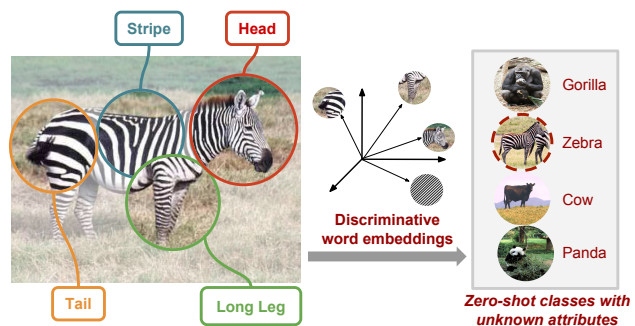 Stripe
Head
Tail
Long Leg
Discriminative
word embeddings
Gorilla
Zebra
Cow
Panda
Zero-shot classes with
unknown attributes